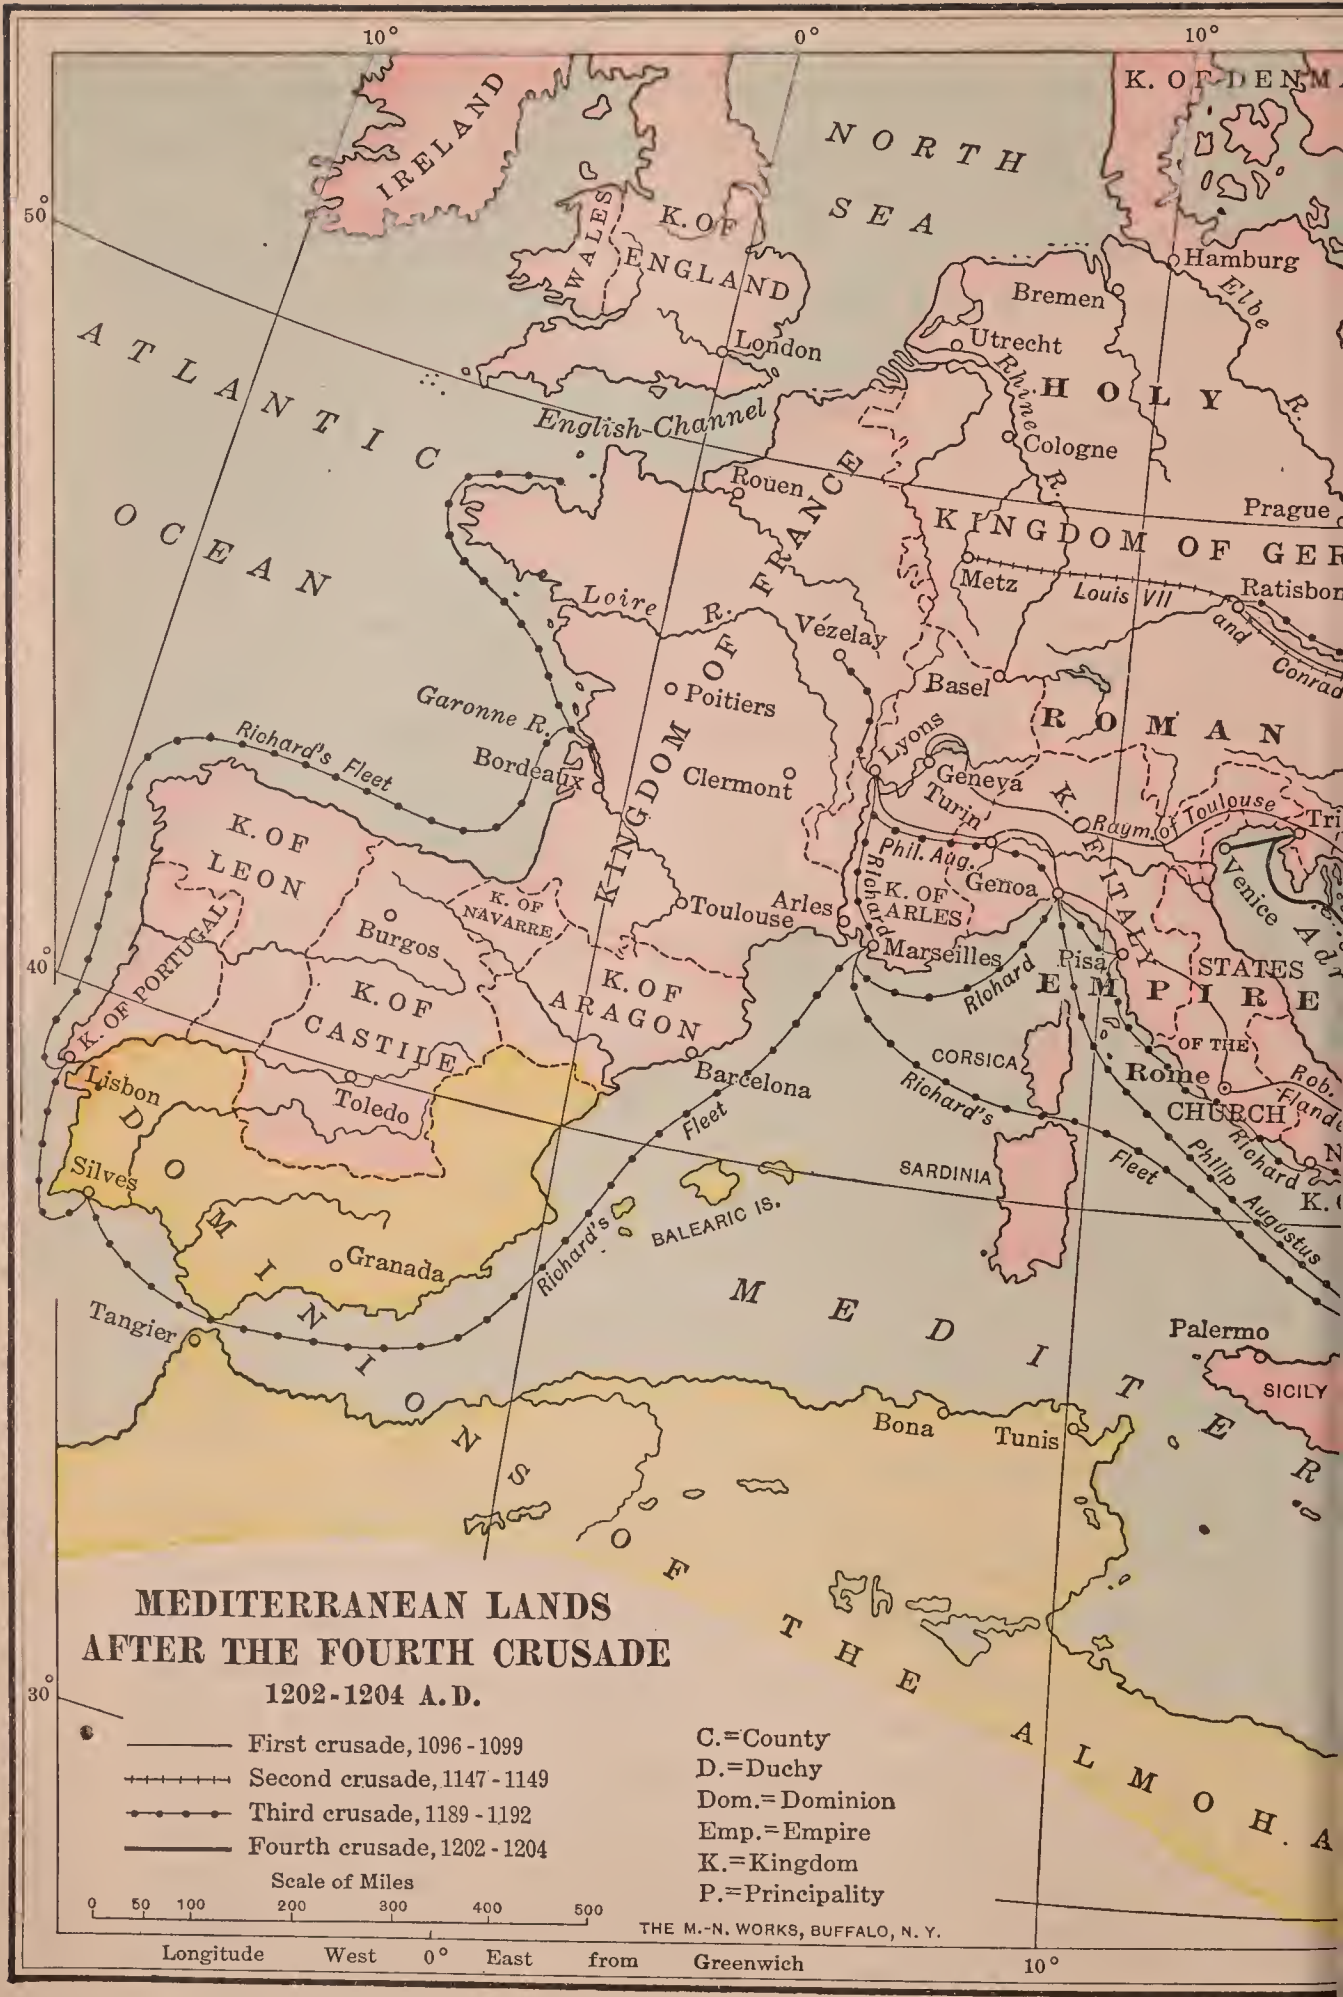 10°
0°
10°
50°
40°
30°
IRELAND
NORTH
SEA
K. OF DENMA
WALES
K. OF
ENGLAND
London
Hamburg
Bremen
Elbe
R.
Utrecht
Rhine
R.
HOLY
Cologne
ATLANTIC
OCEAN
English Channel
Rouen
KINGDOM OF FRANCE
Prague
KINGDOM OF GER
Metz
Louis VII
and
Conrad
Ratisbon
Loire R.
Vézelay
Poitiers
Basel
ROMAN
Garonne R.
Bordeaux
Richard's Fleet
Clermont
Lyons
Geneva
Turin
K. OF ITALY
Raym. of Toulouse
Tri
Phil. Aug.
Richard
Venice
Adr
K. OF
LEON
K. OF
NAVARRE
Toulouse
Arles
K. OF
ARLES
Genoa
Burgos
Marseilles
Pisa
STATES
K. OF PORTUGAL
K. OF
CASTILE
K. OF
ARAGON
Richard
EMPIRE
OF THE
CORSICA
Rome
Rob.
Flande
CHURCH
Lisbon
Toledo
Barcelona
Richard's
Fleet
Fleet
Richard
Philip Augustus
N
K. O
Silves
SARDINIA
BALEARIC IS.
Richard's
Granada
Tangier
MEDITER
Palermo
SICILY
Bona
Tunis
DOMINIONS OF THE ALMOHA
MEDITERRANEAN LANDS
AFTER THE FOURTH CRUSADE
1202-1204 A.D.
First crusade, 1096-1099
Second crusade, 1147-1149
Third crusade, 1189-1192
Fourth crusade, 1202-1204
Scale of Miles
0 50 100 200 300 400 500
C.=County
D.=Duchy
Dom.=Dominion
Emp.=Empire
K.=Kingdom
P.=Principality
THE M.-N. WORKS, BUFFALO, N. Y.
Longitude West 0° East from Greenwich
10°